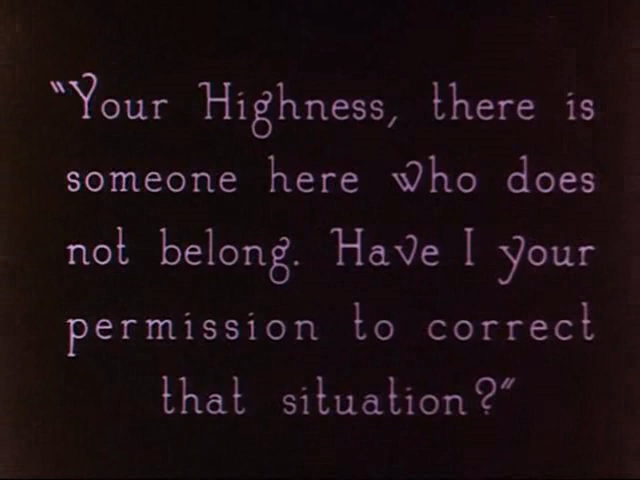 "Your Highness, there is
someone here who does
not belong. Have I your
permission to correct
that situation?"